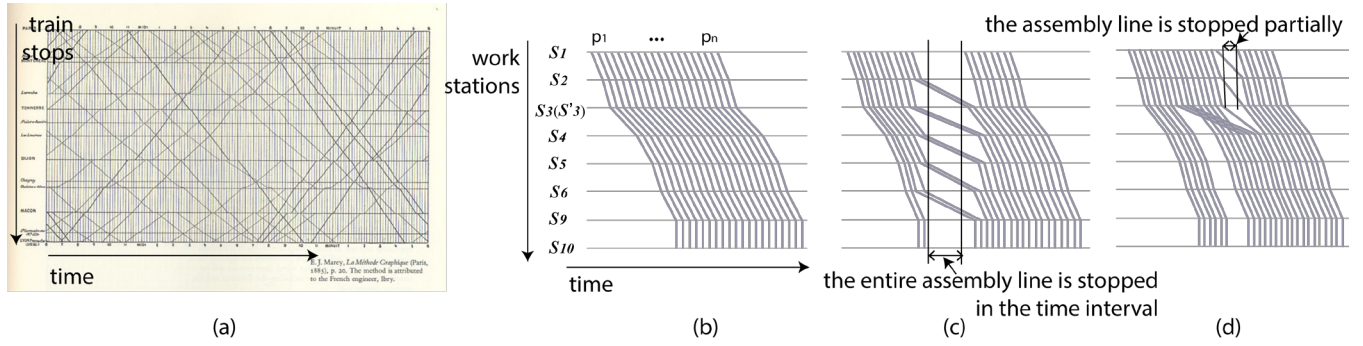 train
stops
time
E. J. Marey, La Méthode Graphique (Paris,
1885), p. 20. The method is attributed
to the French engineer, Ibry.
(a)
work
stations
p1 ... pn
S1
S2
S3(S'3)
S4
S5
S6
S9
S10
time
(b)
the entire assembly line is stopped
in the time interval
(c)
the assembly line is stopped partially
(d)